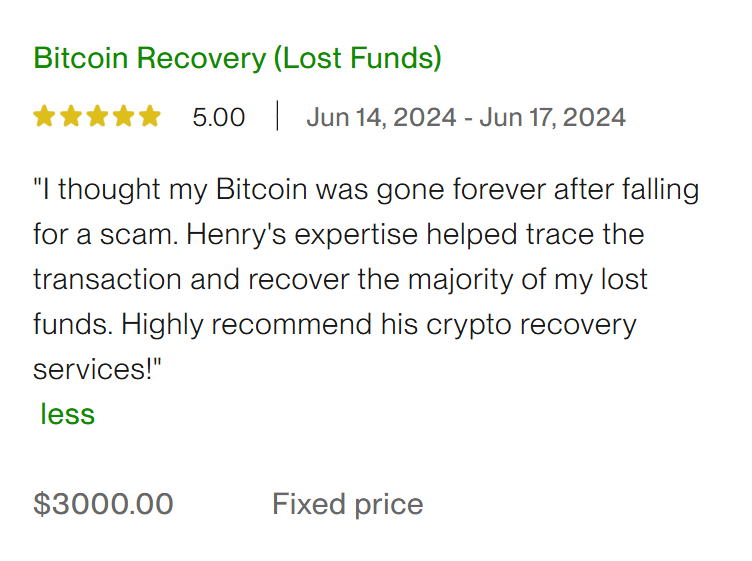 Bitcoin Recovery (Lost Funds)
5.00 | Jun 14, 2024 - Jun 17, 2024
"I thought my Bitcoin was gone forever after falling
for a scam. Henry's expertise helped trace the
transaction and recover the majority of my lost
funds. Highly recommend his crypto recovery
services!"
less
$3000.00 Fixed price